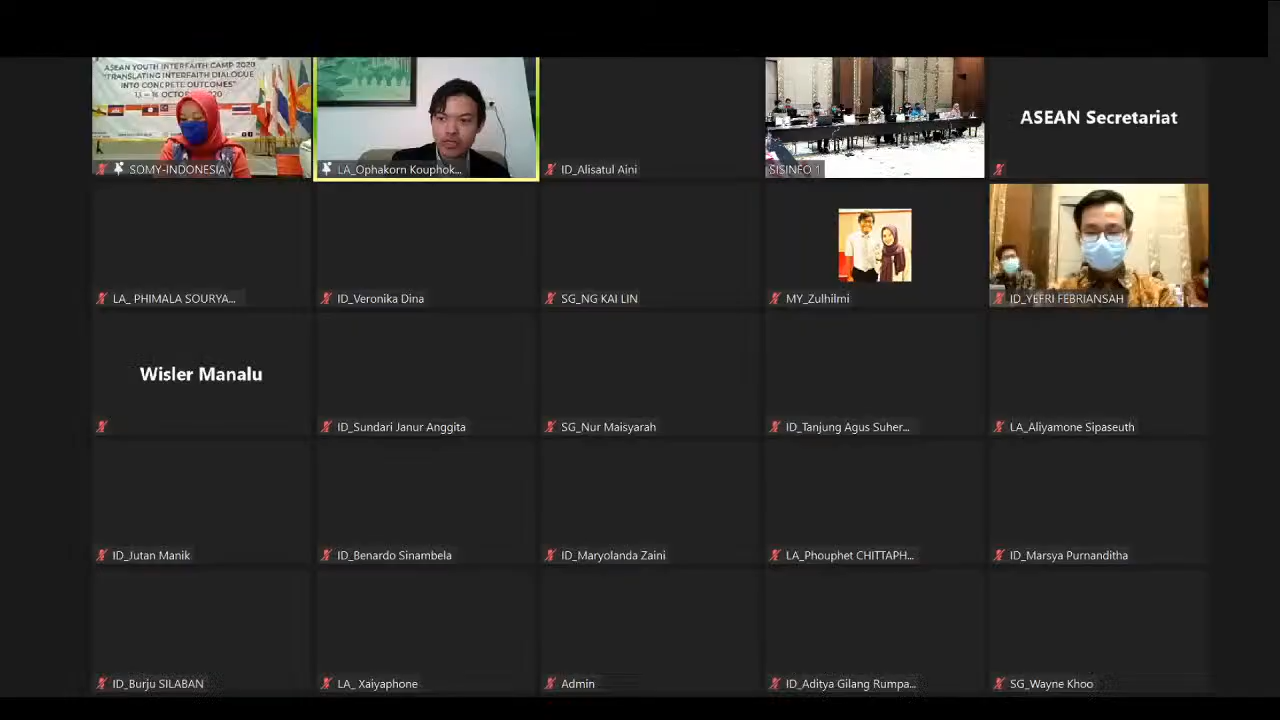 ASEAN YOUTH INTERFAITH CAMP 2020
"TRANSLATING INTERFAITH DIALOGUE
INTO CONCRETE OUTCOMES"
SOMY-INDONESIA
LA_Ophakorn Kouphok...
ID_Alisatul Aini
SISINFO 1
ASEAN Secretariat
LA_ PHIMALA SOURYA...
ID_Veronika Dina
SG_NG KAI LIN
MY_Zulhilmi
ID_YEFRI FEBRIANSAH
Wisler Manalu
ID_Sundari Janur Anggita
SG_Nur Maisyarah
ID_Tanjung Agus Suher...
LA_Aliyamone Sipaseuth
ID_Jutan Manik
ID_Benardo Sinambela
ID_Maryolanda Zaini
LA_Phouphet CHITTAPH...
ID_Marsya Purnanditha
ID_Burju SILABAN
LA_ Xaiyaphone
Admin
ID_Aditya Gilang Rumpa...
SG_Wayne Khoo